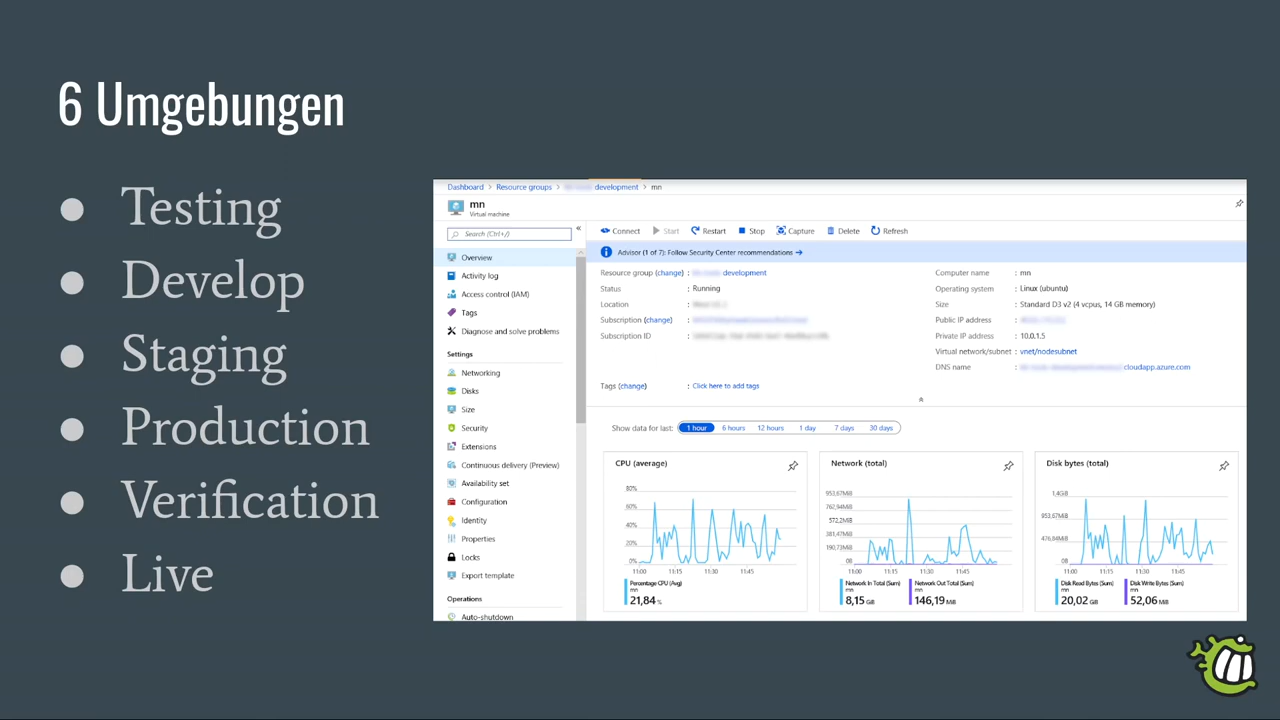 6 Umgebungen
● Testing
● Develop
● Staging
● Production
● Verification
● Live
Dashboard > Resource groups > development > mn
mn
Virtual machine
Search (Ctrl+/)
«
Overview
Activity log
Access control (IAM)
Tags
Diagnose and solve problems
Settings
Networking
Disks
Size
Security
Extensions
Continuous delivery (Preview)
Availability set
Configuration
Identity
Properties
Locks
Export template
Operations
Auto-shutdown
Connect Start Restart Stop Capture Delete Refresh
Advisor (1 of 7): Follow Security Center recommendations →
Resource group (change) : development
Status : Running
Location :
Subscription (change) :
Subscription ID :
Computer name : mn
Operating system : Linux (ubuntu)
Size : Standard D3 v2 (4 vcpus, 14 GB memory)
Public IP address :
Private IP address : 10.0.1.5
Virtual network/subnet : vnet/nodesubnet
DNS name : .cloudapp.azure.com
Tags (change) : Click here to add tags
Show data for last: 1 hour 6 hours 12 hours 1 day 7 days 30 days
CPU (average)
80%
60%
40%
20%
0%
11:00 11:15 11:30 11:45
Percentage CPU (Avg)
mn
21,84 %
Network (total)
953,67MiB
762,94MiB
572,2MiB
381,47MiB
190,73MiB
0B
11:00 11:15 11:30 11:45
Network In Total (Sum)
mn
8,15 GB
Network Out Total (Sum)
mn
146,19 MiB
Disk bytes (total)
1,4GB
953,67MiB
476,84MiB
0B
11:00 11:15 11:30 11:45
Disk Read Bytes (Sum)
mn
20,02 GB
Disk Write Bytes (Sum)
mn
52,06 MiB